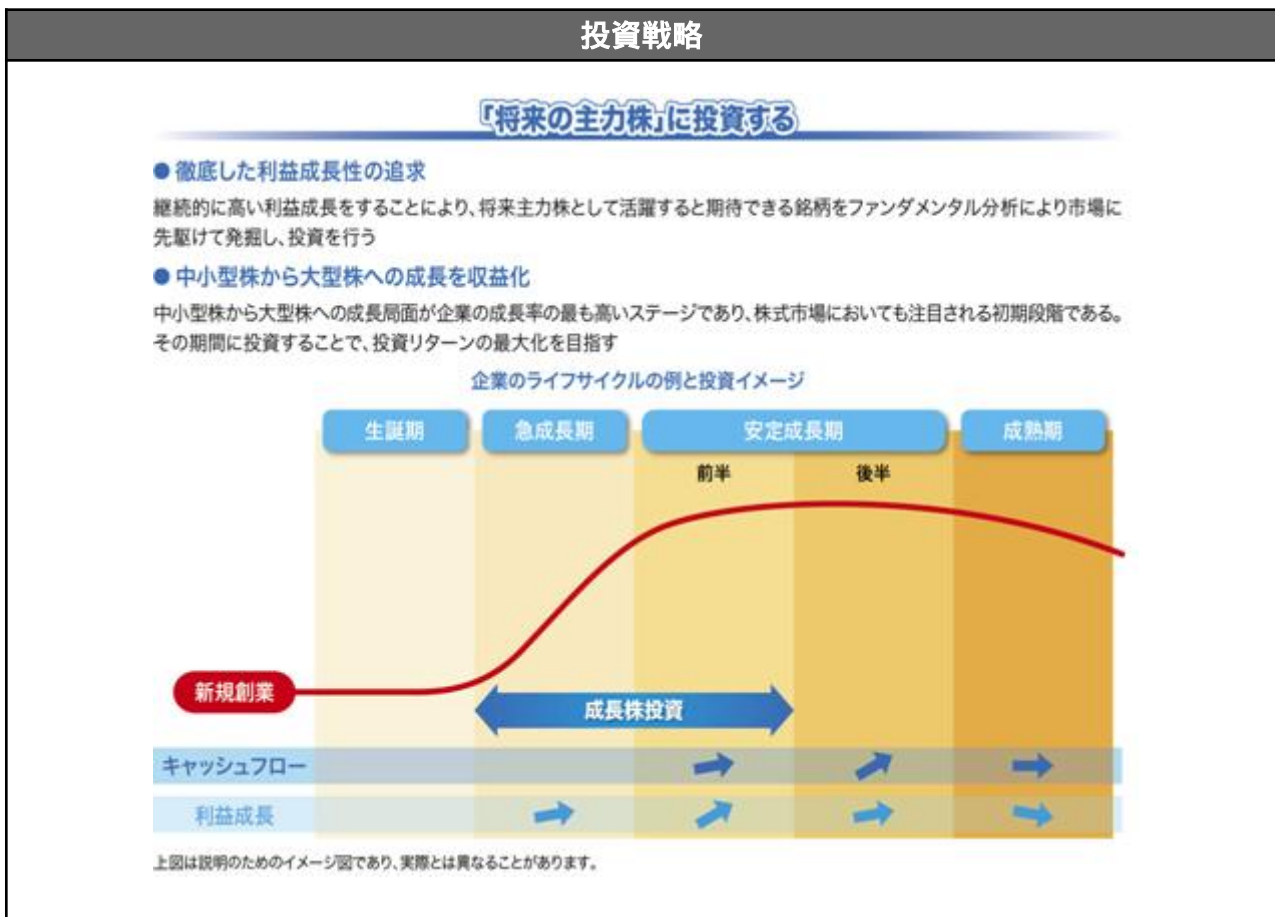 投資戦略
「将来の主力株」に投資する
● 徹底した利益成長性の追求
継続的に高い利益成長をすることにより、将来主力株として活躍すると期待できる銘柄をファンダメンタル分析により市場に
先駆けて発掘し、投資を行う
● 中小型株から大型株への成長を収益化
中小型株から大型株への成長局面が企業の成長率の最も高いステージであり、株式市場においても注目される初期段階である。
その期間に投資することで、投資リターンの最大化を目指す
企業のライフサイクルの例と投資イメージ
生誕期 急成長期 安定成長期 成熟期
前半 後半
新規創業
成長株投資
キャッシュフロー
利益成長
上図は説明のためのイメージ図であり、実際とは異なることがあります。